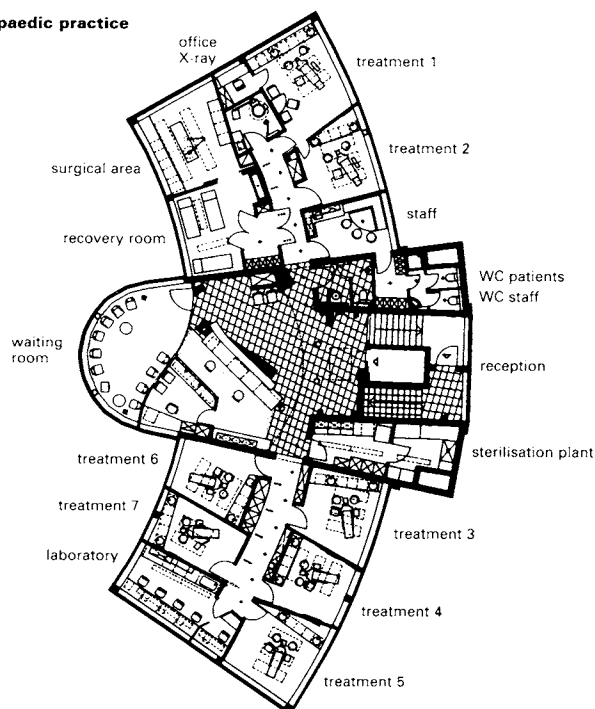 paedic practice
office
X-ray
treatment 1
treatment 2
surgical area
staff
recovery room
WC patients
WC staff
waiting
room
reception
sterilisation plant
treatment 6
treatment 7
treatment 3
laboratory
treatment 4
treatment 5